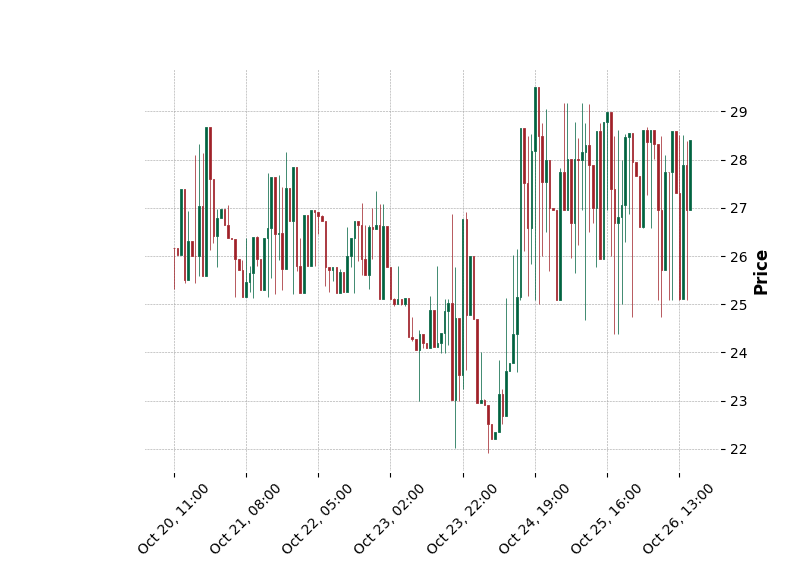 29
28
27
26
25
24
23
22
Price
Oct 20, 11:00
Oct 21, 08:00
Oct 22, 05:00
Oct 23, 02:00
Oct 23, 22:00
Oct 24, 19:00
Oct 25, 16:00
Oct 26, 13:00